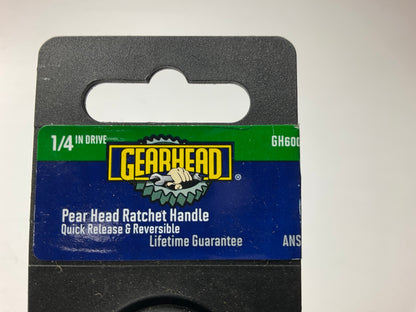 1/4 IN DRIVE
GEARHEAD
®
GH600
Pear Head Ratchet Handle
Quick Release & Reversible
Lifetime Guarantee
ANS